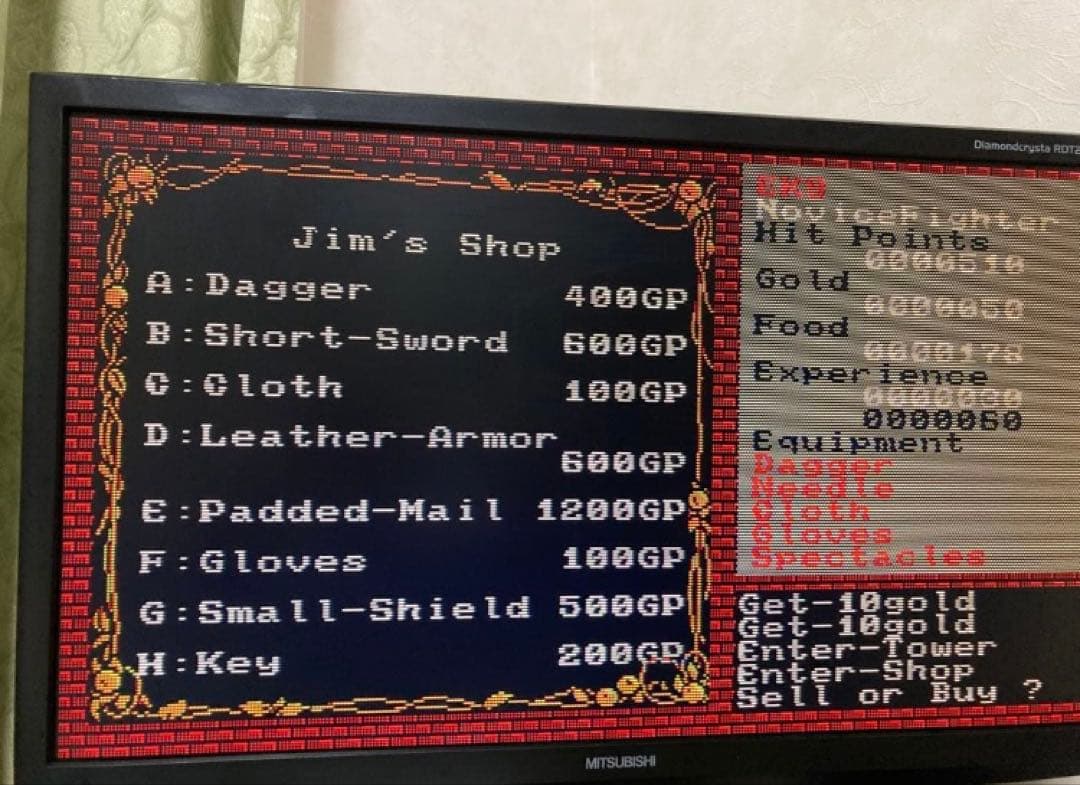 Diamondcrysta RDT2
Jim's Shop
A:Dagger 400GP
B:Short-Sword 600GP
C:Cloth 100GP
D:Leather-Armor
600GP
E:Padded-Mail 1200GP
F:Gloves 100GP
G:Small-Shield 500GP
H:Key 200GP
NoviceFighter
Hit Points
0000510
Gold
0000050
Food
0000178
Experience
0000060
Equipment
Dagger
Needle
Cloth
Gloves
Spectacles
Get-10gold
Get-10gold
Enter-Tower
Enter-Shop
Sell or Buy ?
MITSUBISHI